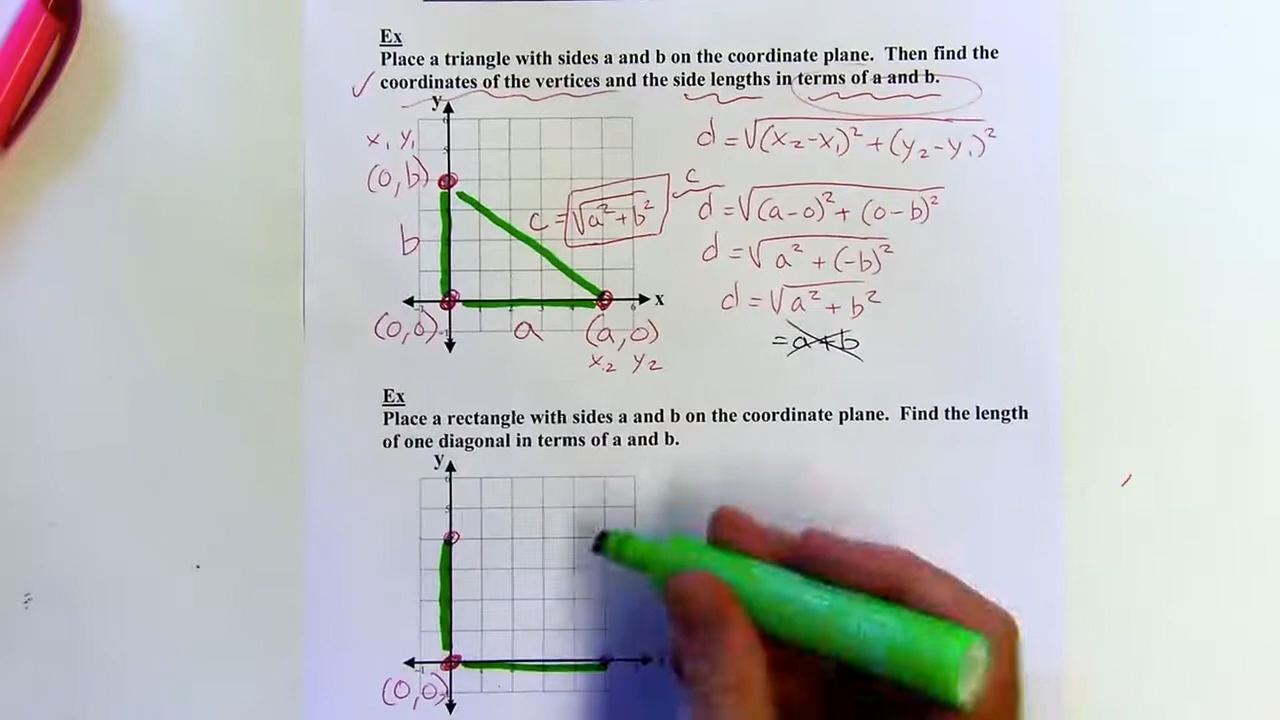 Ex
Place a triangle with sides a and b on the coordinate plane. Then find the
coordinates of the vertices and the side lengths in terms of a and b.
y
x₁ y₁
(0, b)
b
(0,0)
a
(a,0)
x₂ y₂
x
c = √a²+b²
c
d = √(x₂-x₁)² + (y₂-y₁)²
d = √(a-0)² + (0-b)²
d = √a² + (-b)²
d = √a² + b²
= a+b
Ex
Place a rectangle with sides a and b on the coordinate plane. Find the length
of one diagonal in terms of a and b.
y
(0,0)